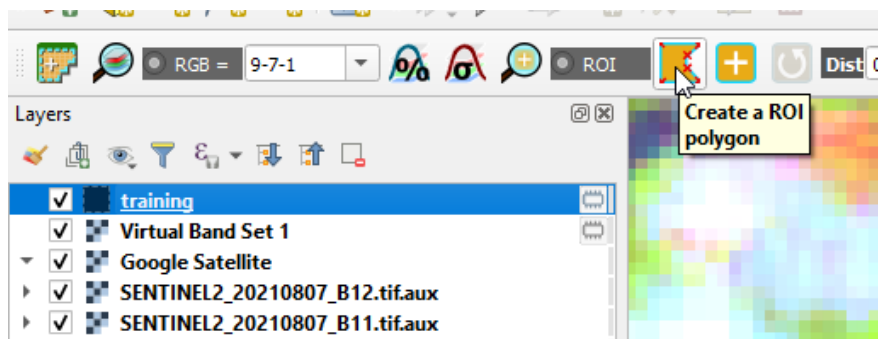 RGB = 9-7-1 % σ ROI Dist
Layers
Create a ROI
polygon
training
Virtual Band Set 1
Google Satellite
SENTINEL2_20210807_B12.tif.aux
SENTINEL2_20210807_B11.tif.aux